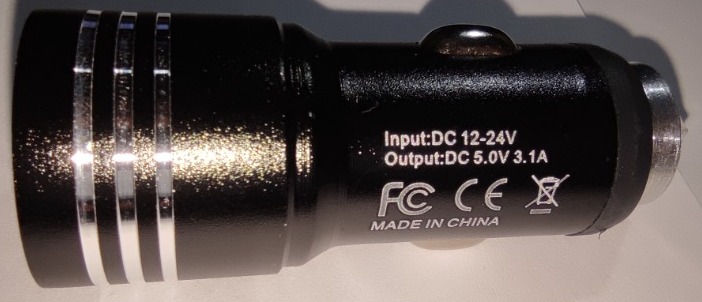 Input:DC 12-24V
Output:DC 5.0V 3.1A
FC CE
MADE IN CHINA